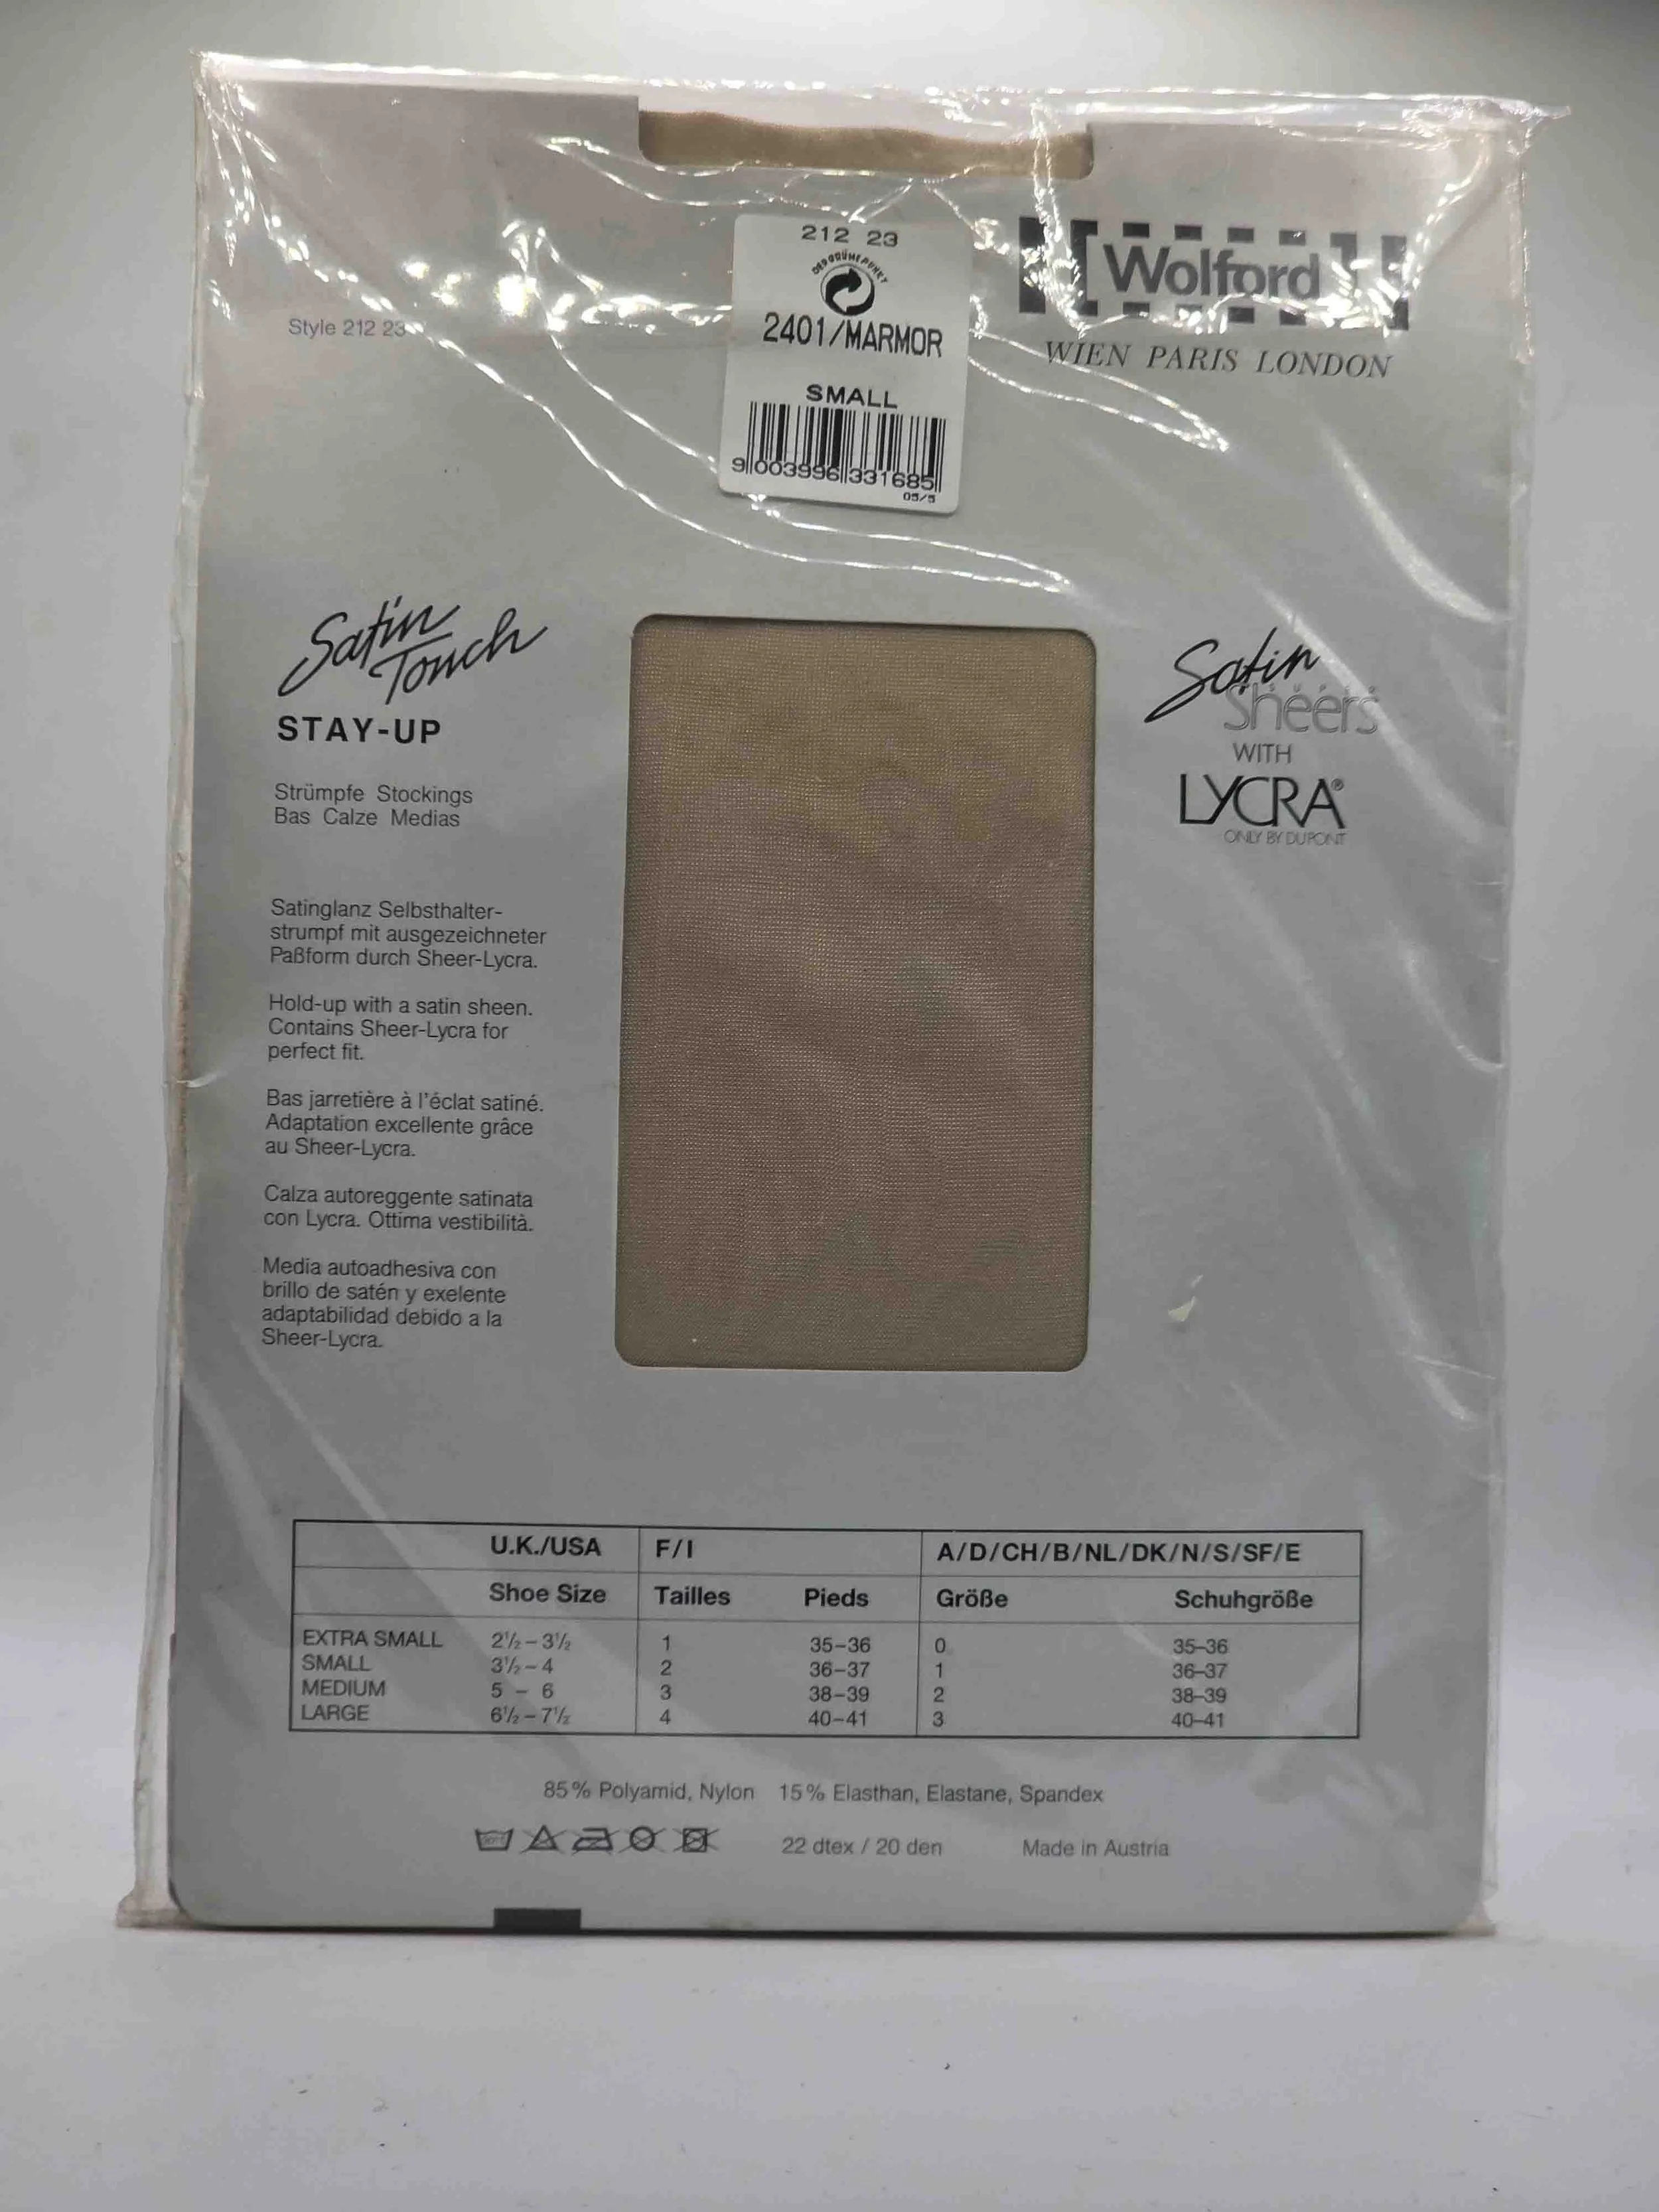 212 23
DER GRÜNE PUNKT
2401/MARMOR
SMALL
9 003996 331685
05/5
Style 212 23
Wolford
WIEN PARIS LONDON
Satin
Touch
STAY-UP
Strümpfe Stockings
Bas Calze Medias
Satin
Sheers
WITH
LYCRA®
ONLY BY DUPONT
Satinglanz Selbsthalter-
strumpf mit ausgezeichneter
Paßform durch Sheer-Lycra.
Hold-up with a satin sheen.
Contains Sheer-Lycra for
perfect fit.
Bas jarretière à l'éclat satiné.
Adaptation excellente grâce
au Sheer-Lycra.
Calza autoreggente satinata
con Lycra. Ottima vestibilità.
Media autoadhesiva con
brillo de satén y exelente
adaptabilidad debido a la
Sheer-Lycra.
U.K./USA F/I A/D/CH/B/NL/DK/N/S/SF/E
Shoe Size Tailles Pieds Größe Schuhgröße
EXTRA SMALL 2½ – 3½ 1 35–36 0 35–36
SMALL 3½ – 4 2 36–37 1 36–37
MEDIUM 5 – 6 3 38–39 2 38–39
LARGE 6½ – 7½ 4 40–41 3 40–41
85% Polyamid, Nylon 15% Elasthan, Elastane, Spandex
22 dtex / 20 den Made in Austria